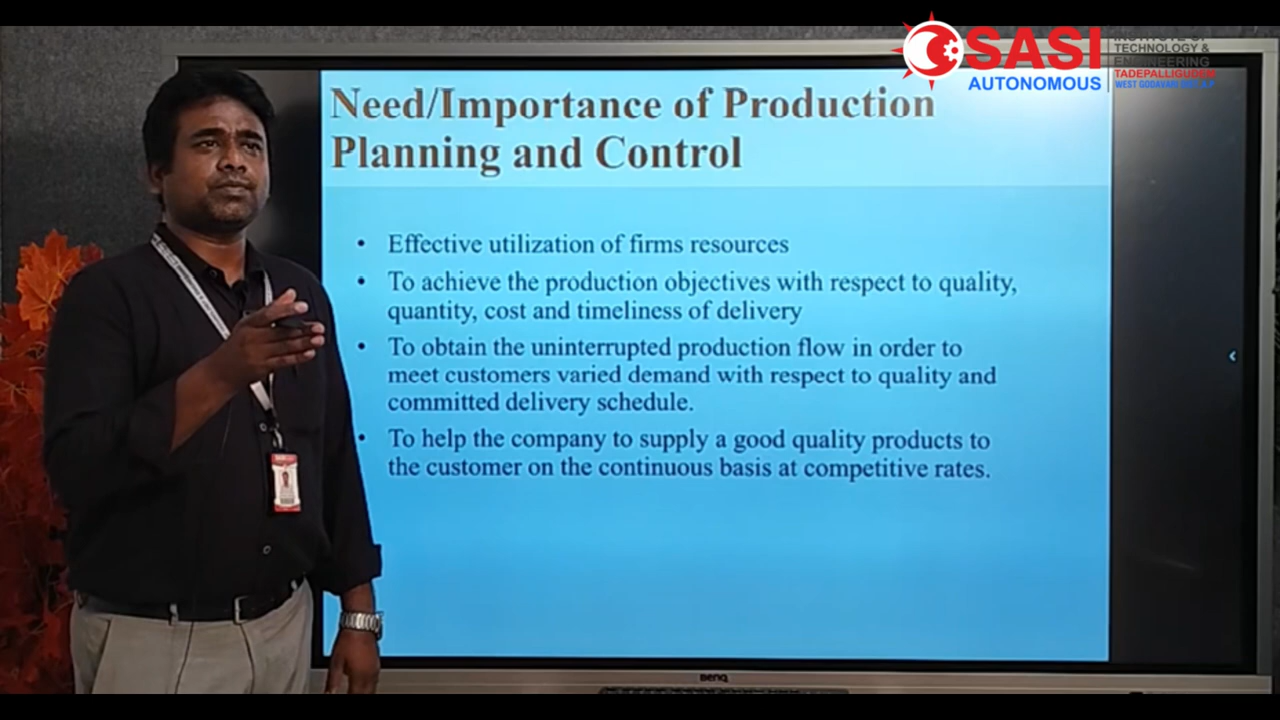 SASI
INSTITUTE OF
TECHNOLOGY &
ENGINEERING
TADEPALLIGUDEM
AUTONOMOUS
Need/Importance of Production
Planning and Control
• Effective utilization of firms resources
• To achieve the production objectives with respect to quality,
quantity, cost and timeliness of delivery
• To obtain the uninterrupted production flow in order to
meet customers varied demand with respect to quality and
committed delivery schedule.
• To help the company to supply a good quality products to
the customer on the continuous basis at competitive rates.
BenQ